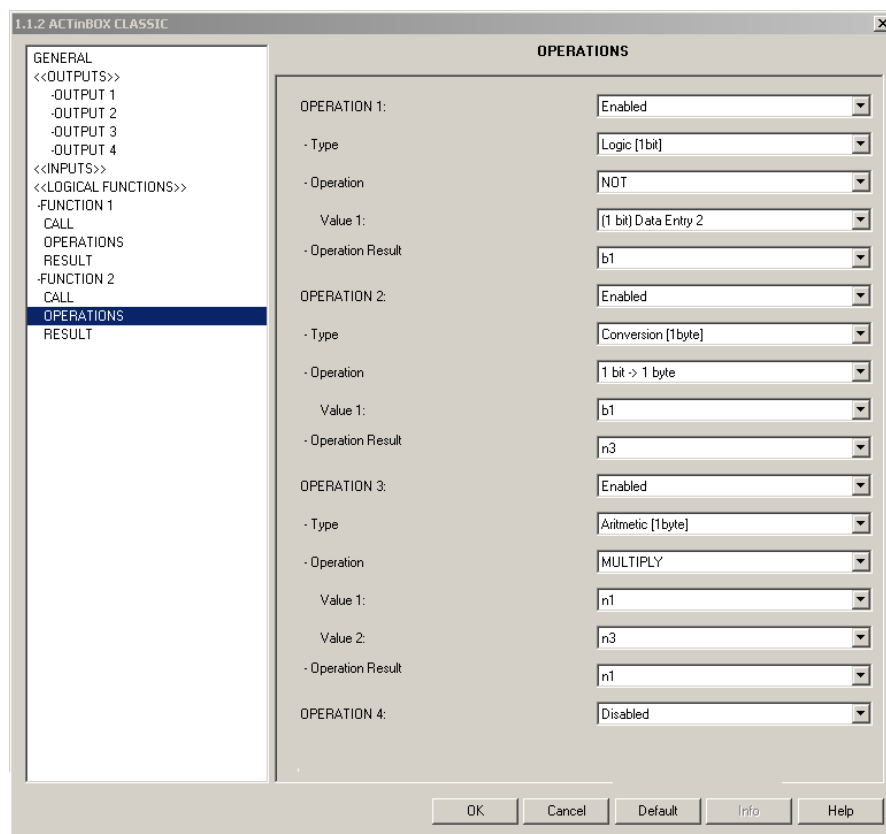 1.1.2 ACTinBOX CLASSIC
GENERAL
<<OUTPUTS>>
-OUTPUT 1
-OUTPUT 2
-OUTPUT 3
-OUTPUT 4
<<INPUTS>>
<<LOGICAL FUNCTIONS>>
-FUNCTION 1
CALL
OPERATIONS
RESULT
-FUNCTION 2
CALL
OPERATIONS
RESULT
OPERATIONS
OPERATION 1: Enabled
- Type Logic [1bit]
- Operation NOT
Value 1: (1 bit) Data Entry 2
- Operation Result b1
OPERATION 2: Enabled
- Type Conversion [1byte]
- Operation 1 bit -> 1 byte
Value 1: b1
- Operation Result n3
OPERATION 3: Enabled
- Type Aritmetic [1byte]
- Operation MULTIPLY
Value 1: n1
Value 2: n3
- Operation Result n1
OPERATION 4: Disabled
OK Cancel Default Info Help